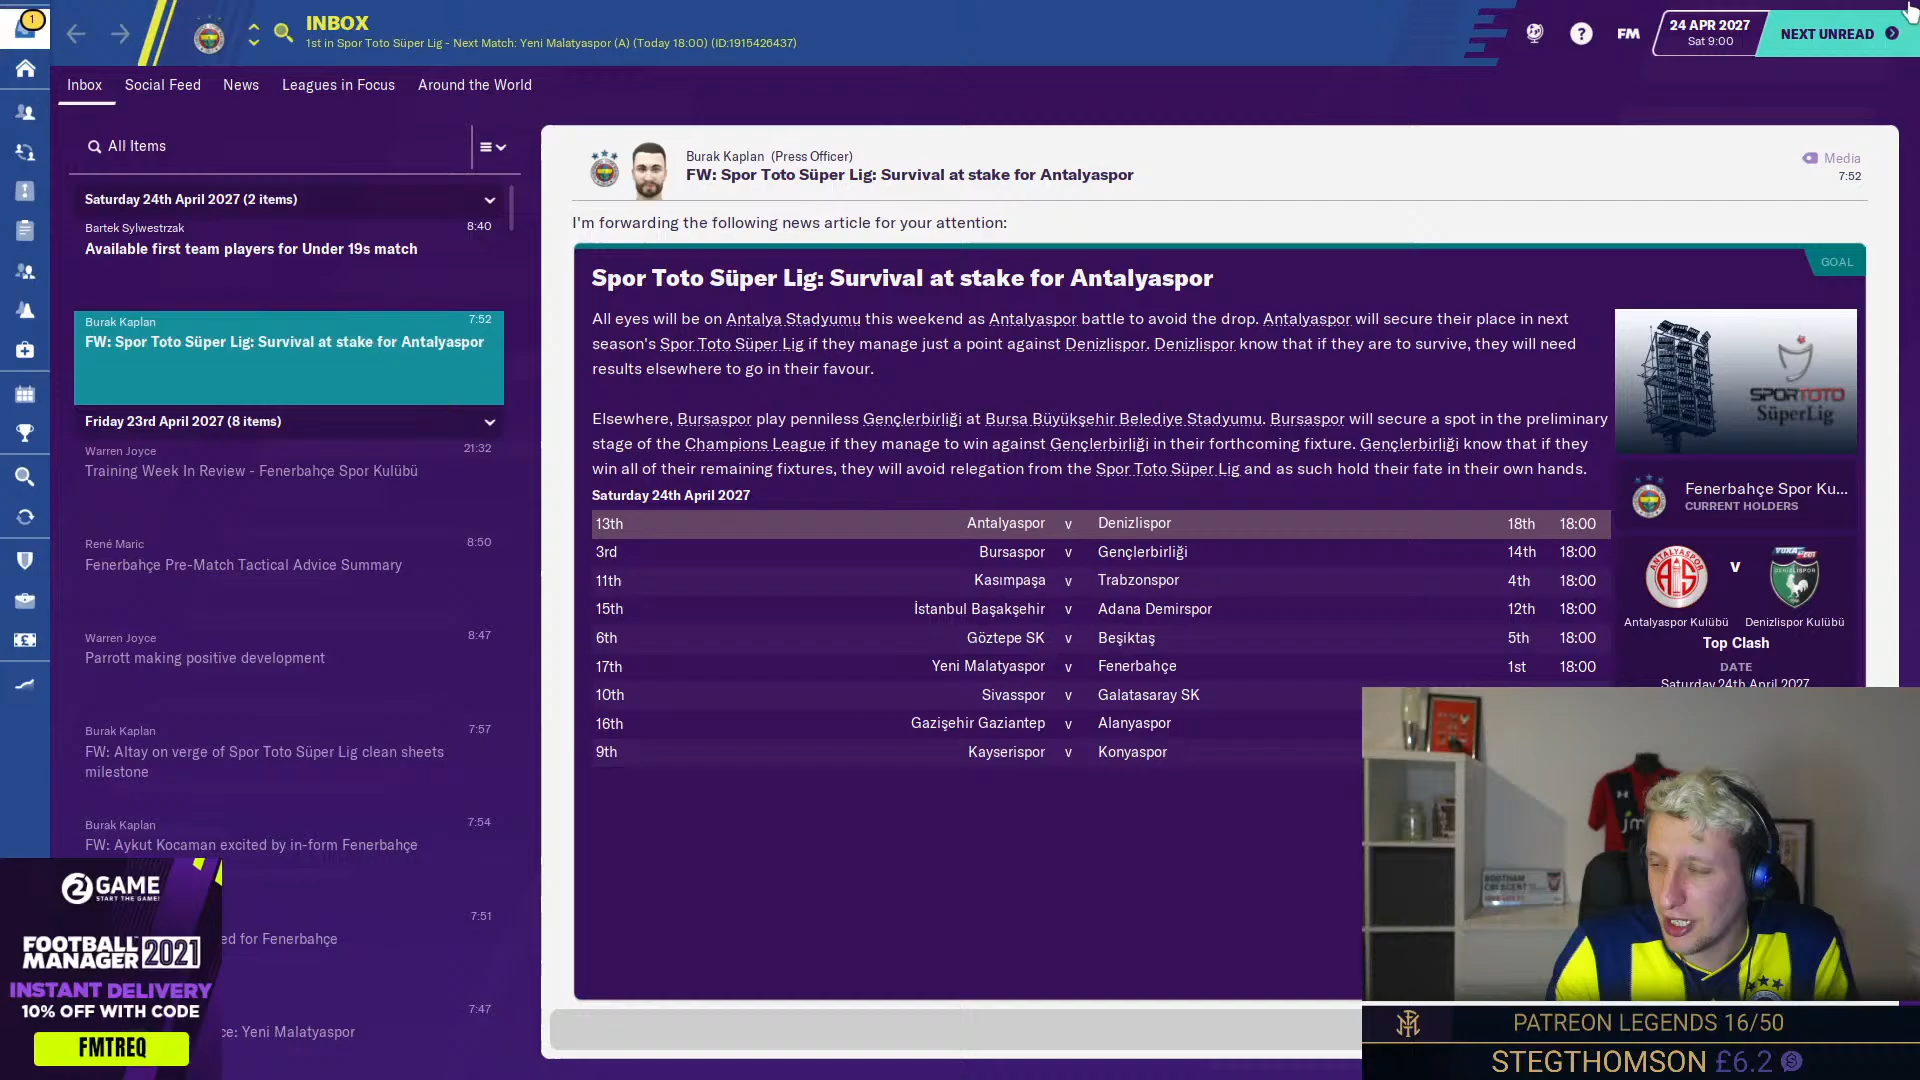 1
INBOX
1st in Spor Toto Süper Lig - Next Match: Yeni Malatyaspor (A) (Today 18:00) (ID:1915426437)
?
FM
24 APR 2027
Sat 9:00
NEXT UNREAD
Inbox
Social Feed
News
Leagues in Focus
Around the World
All Items
Saturday 24th April 2027 (2 items)
Bartek Sylwestrzak
8:40
Available first team players for Under 19s match
Burak Kaplan
7:52
FW: Spor Toto Süper Lig: Survival at stake for Antalyaspor
Friday 23rd April 2027 (8 items)
Warren Joyce
21:32
Training Week In Review - Fenerbahçe Spor Kulübü
René Maric
8:50
Fenerbahçe Pre-Match Tactical Advice Summary
Warren Joyce
8:47
Parrott making positive development
Burak Kaplan
7:57
FW: Altay on verge of Spor Toto Süper Lig clean sheets
milestone
Burak Kaplan
7:54
FW: Aykut Kocaman excited by in-form Fenerbahçe
7:51
ed for Fenerbahçe
7:47
ce: Yeni Malatyaspor
2GAME
START THE GAME!
FOOTBALL
MANAGER 2021
INSTANT DELIVERY
10% OFF WITH CODE
FMTREQ
Burak Kaplan (Press Officer)
FW: Spor Toto Süper Lig: Survival at stake for Antalyaspor
Media
7:52
I'm forwarding the following news article for your attention:
GOAL
Spor Toto Süper Lig: Survival at stake for Antalyaspor
All eyes will be on Antalya Stadyumu this weekend as Antalyaspor battle to avoid the drop. Antalyaspor will secure their place in next
season's Spor Toto Süper Lig if they manage just a point against Denizlispor. Denizlispor know that if they are to survive, they will need
results elsewhere to go in their favour.
Elsewhere, Bursaspor play penniless Gençlerbirliği at Bursa Büyükşehir Belediye Stadyumu. Bursaspor will secure a spot in the preliminary
stage of the Champions League if they manage to win against Gençlerbirliği in their forthcoming fixture. Gençlerbirliği know that if they
win all of their remaining fixtures, they will avoid relegation from the Spor Toto Süper Lig and as such hold their fate in their own hands.
Saturday 24th April 2027
13th Antalyaspor v Denizlispor 18th 18:00
3rd Bursaspor v Gençlerbirliği 14th 18:00
11th Kasımpaşa v Trabzonspor 4th 18:00
15th İstanbul Başakşehir v Adana Demirspor 12th 18:00
6th Göztepe SK v Beşiktaş 5th 18:00
17th Yeni Malatyaspor v Fenerbahçe 1st 18:00
10th Sivasspor v Galatasaray SK
16th Gazişehir Gaziantep v Alanyaspor
9th Kayserispor v Konyaspor
SPORTOTO
SüperLig
Fenerbahçe Spor Ku...
CURRENT HOLDERS
v
Antalyaspor Kulübü
Denizlispor Kulübü
Top Clash
DATE
Saturday 24th April 2027
BOOTHAM
CRESCENT
PATREON LEGENDS 16/50
STEGTHOMSON £6.2